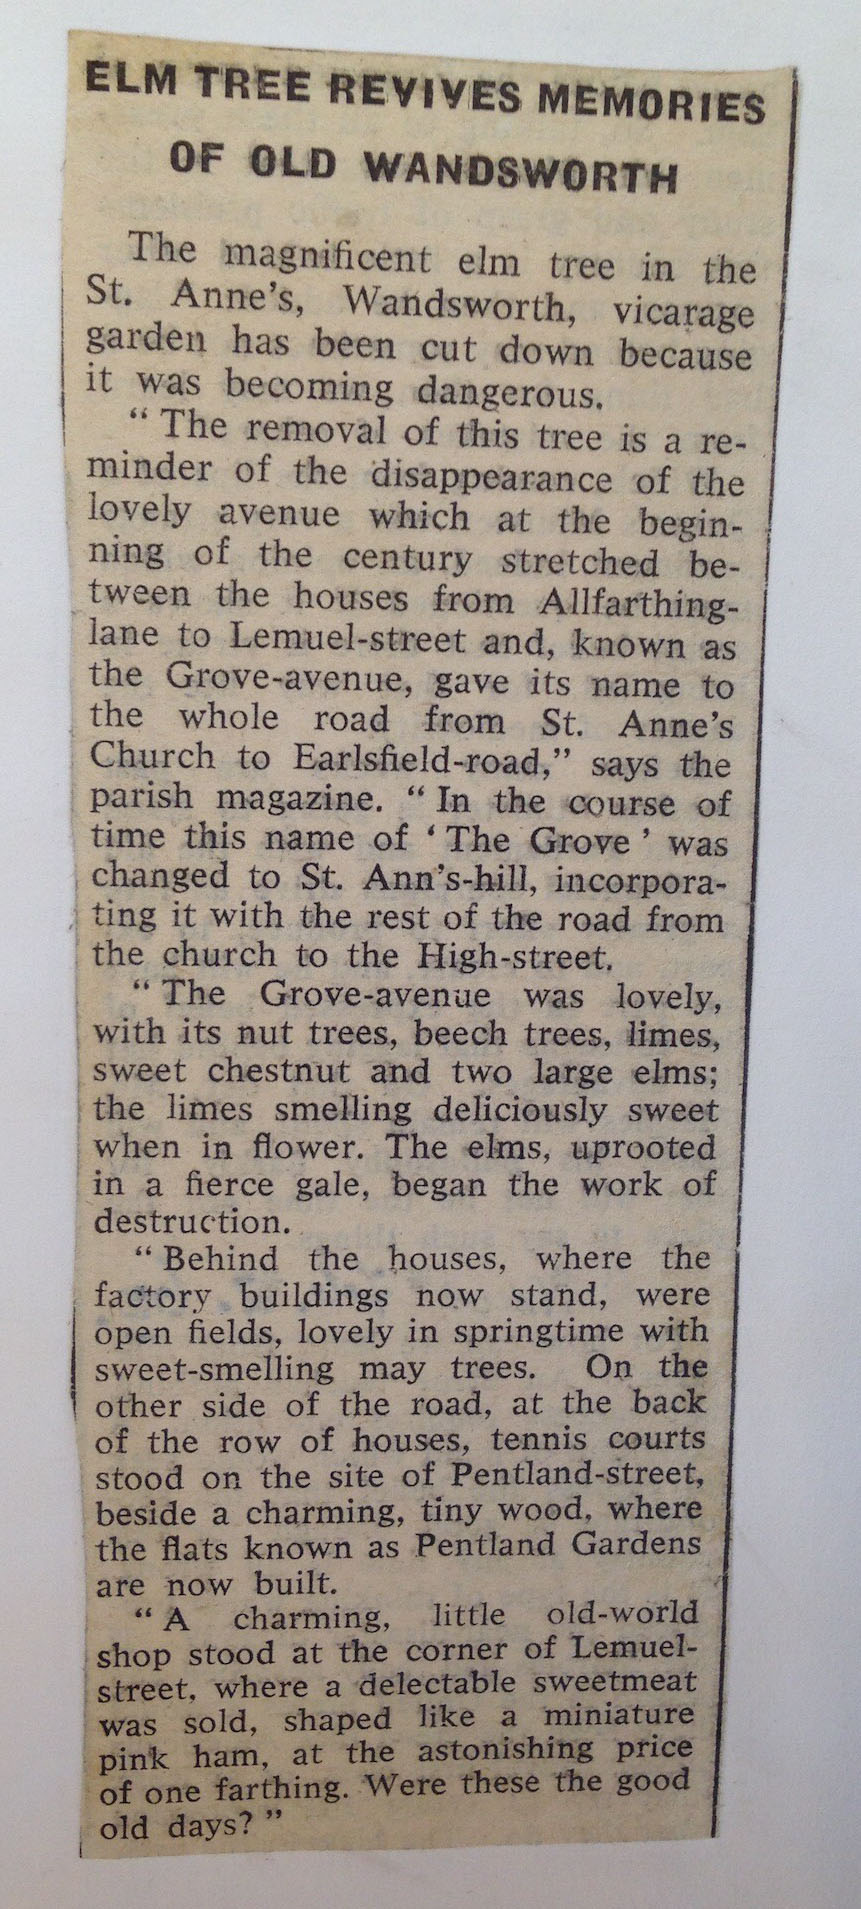 ELM TREE REVIVES MEMORIES
OF OLD WANDSWORTH
The magnificent elm tree in the
St. Anne's, Wandsworth, vicarage
garden has been cut down because
it was becoming dangerous.
" The removal of this tree is a re-
minder of the disappearance of the
lovely avenue which at the begin-
ning of the century stretched be-
tween the houses from Allfarthing-
lane to Lemuel-street and, known as
the Grove-avenue, gave its name to
the whole road from St. Anne's
Church to Earlsfield-road," says the
parish magazine. " In the course of
time this name of ' The Grove ' was
changed to St. Ann's-hill, incorpora-
ting it with the rest of the road from
the church to the High-street.
" The Grove-avenue was lovely,
with its nut trees, beech trees, limes,
sweet chestnut and two large elms;
the limes smelling deliciously sweet
when in flower. The elms, uprooted
in a fierce gale, began the work of
destruction.
" Behind the houses, where the
factory buildings now stand, were
open fields, lovely in springtime with
sweet-smelling may trees. On the
other side of the road, at the back
of the row of houses, tennis courts
stood on the site of Pentland-street,
beside a charming, tiny wood, where
the flats known as Pentland Gardens
are now built.
" A charming, little old-world
shop stood at the corner of Lemuel-
street, where a delectable sweetmeat
was sold, shaped like a miniature
pink ham, at the astonishing price
of one farthing. Were these the good
old days? "